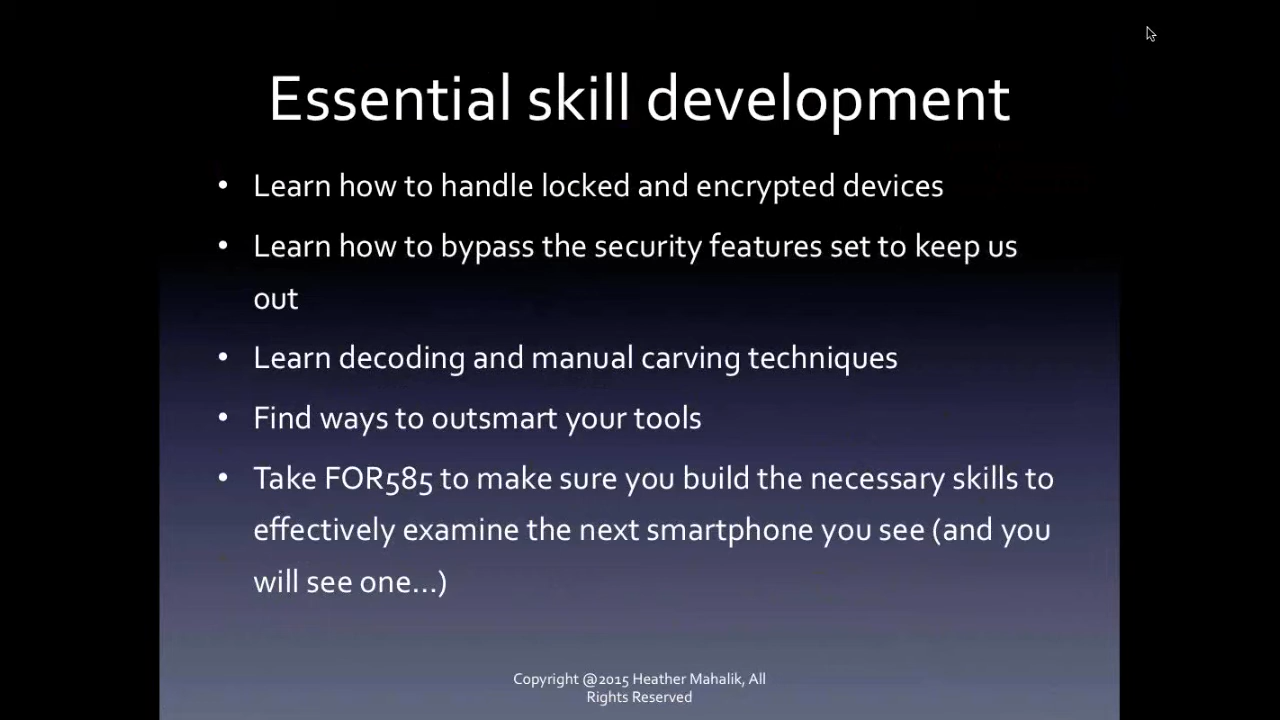 Essential skill development
• Learn how to handle locked and encrypted devices
• Learn how to bypass the security features set to keep us
out
• Learn decoding and manual carving techniques
• Find ways to outsmart your tools
• Take FOR585 to make sure you build the necessary skills to
effectively examine the next smartphone you see (and you
will see one...)
Copyright @2015 Heather Mahalik, All
Rights Reserved